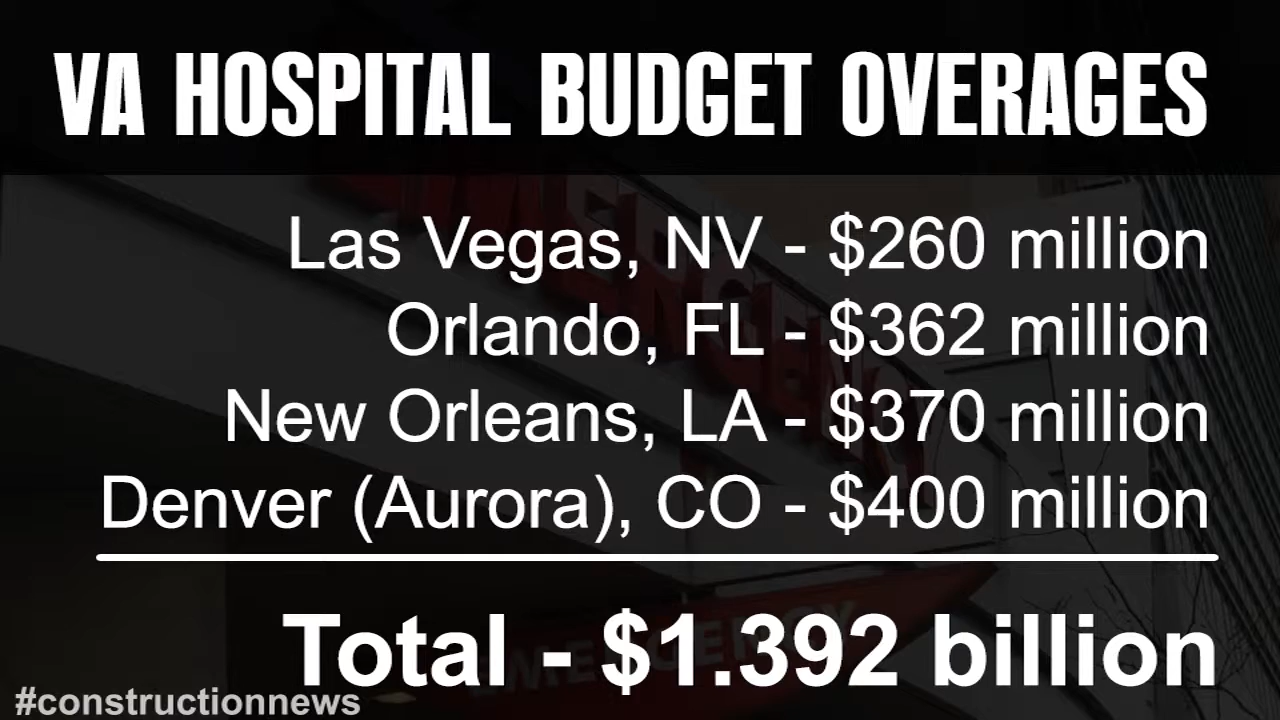 VA HOSPITAL BUDGET OVERAGES
Las Vegas, NV - $260 million
Orlando, FL - $362 million
New Orleans, LA - $370 million
Denver (Aurora), CO - $400 million
Total - $1.392 billion
EMERGENCY
#constructionnews